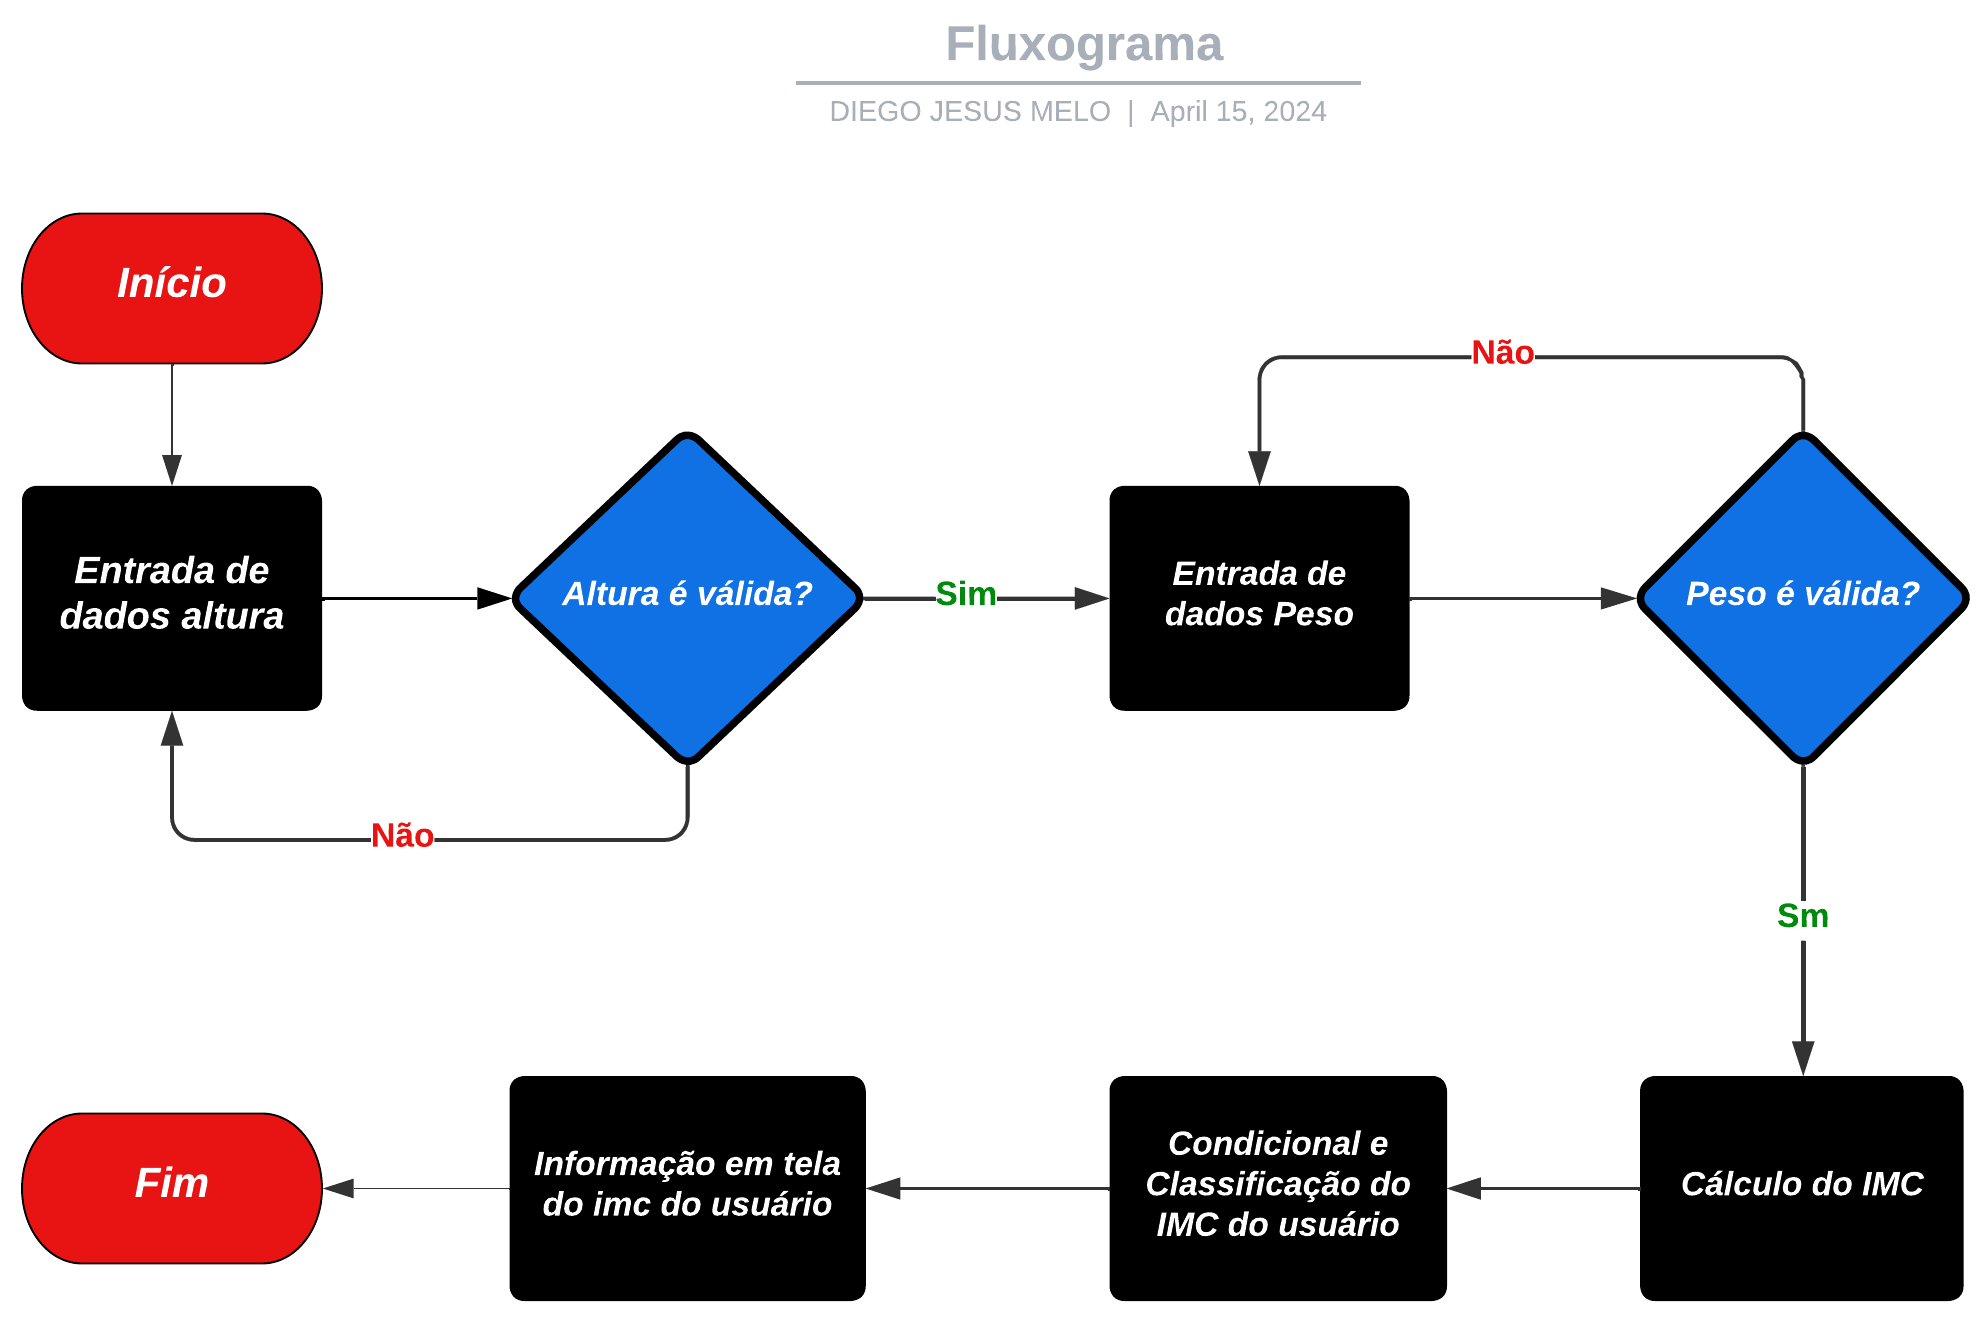 Fluxograma
DIEGO JESUS MELO | April 15, 2024
Início
Não
Entrada de
dados altura
Altura é válida?
Sim
Entrada de
dados Peso
Peso é válida?
Não
Sm
Fim
Informação em tela
do imc do usuário
Condicional e
Classificação do
IMC do usuário
Cálculo do IMC